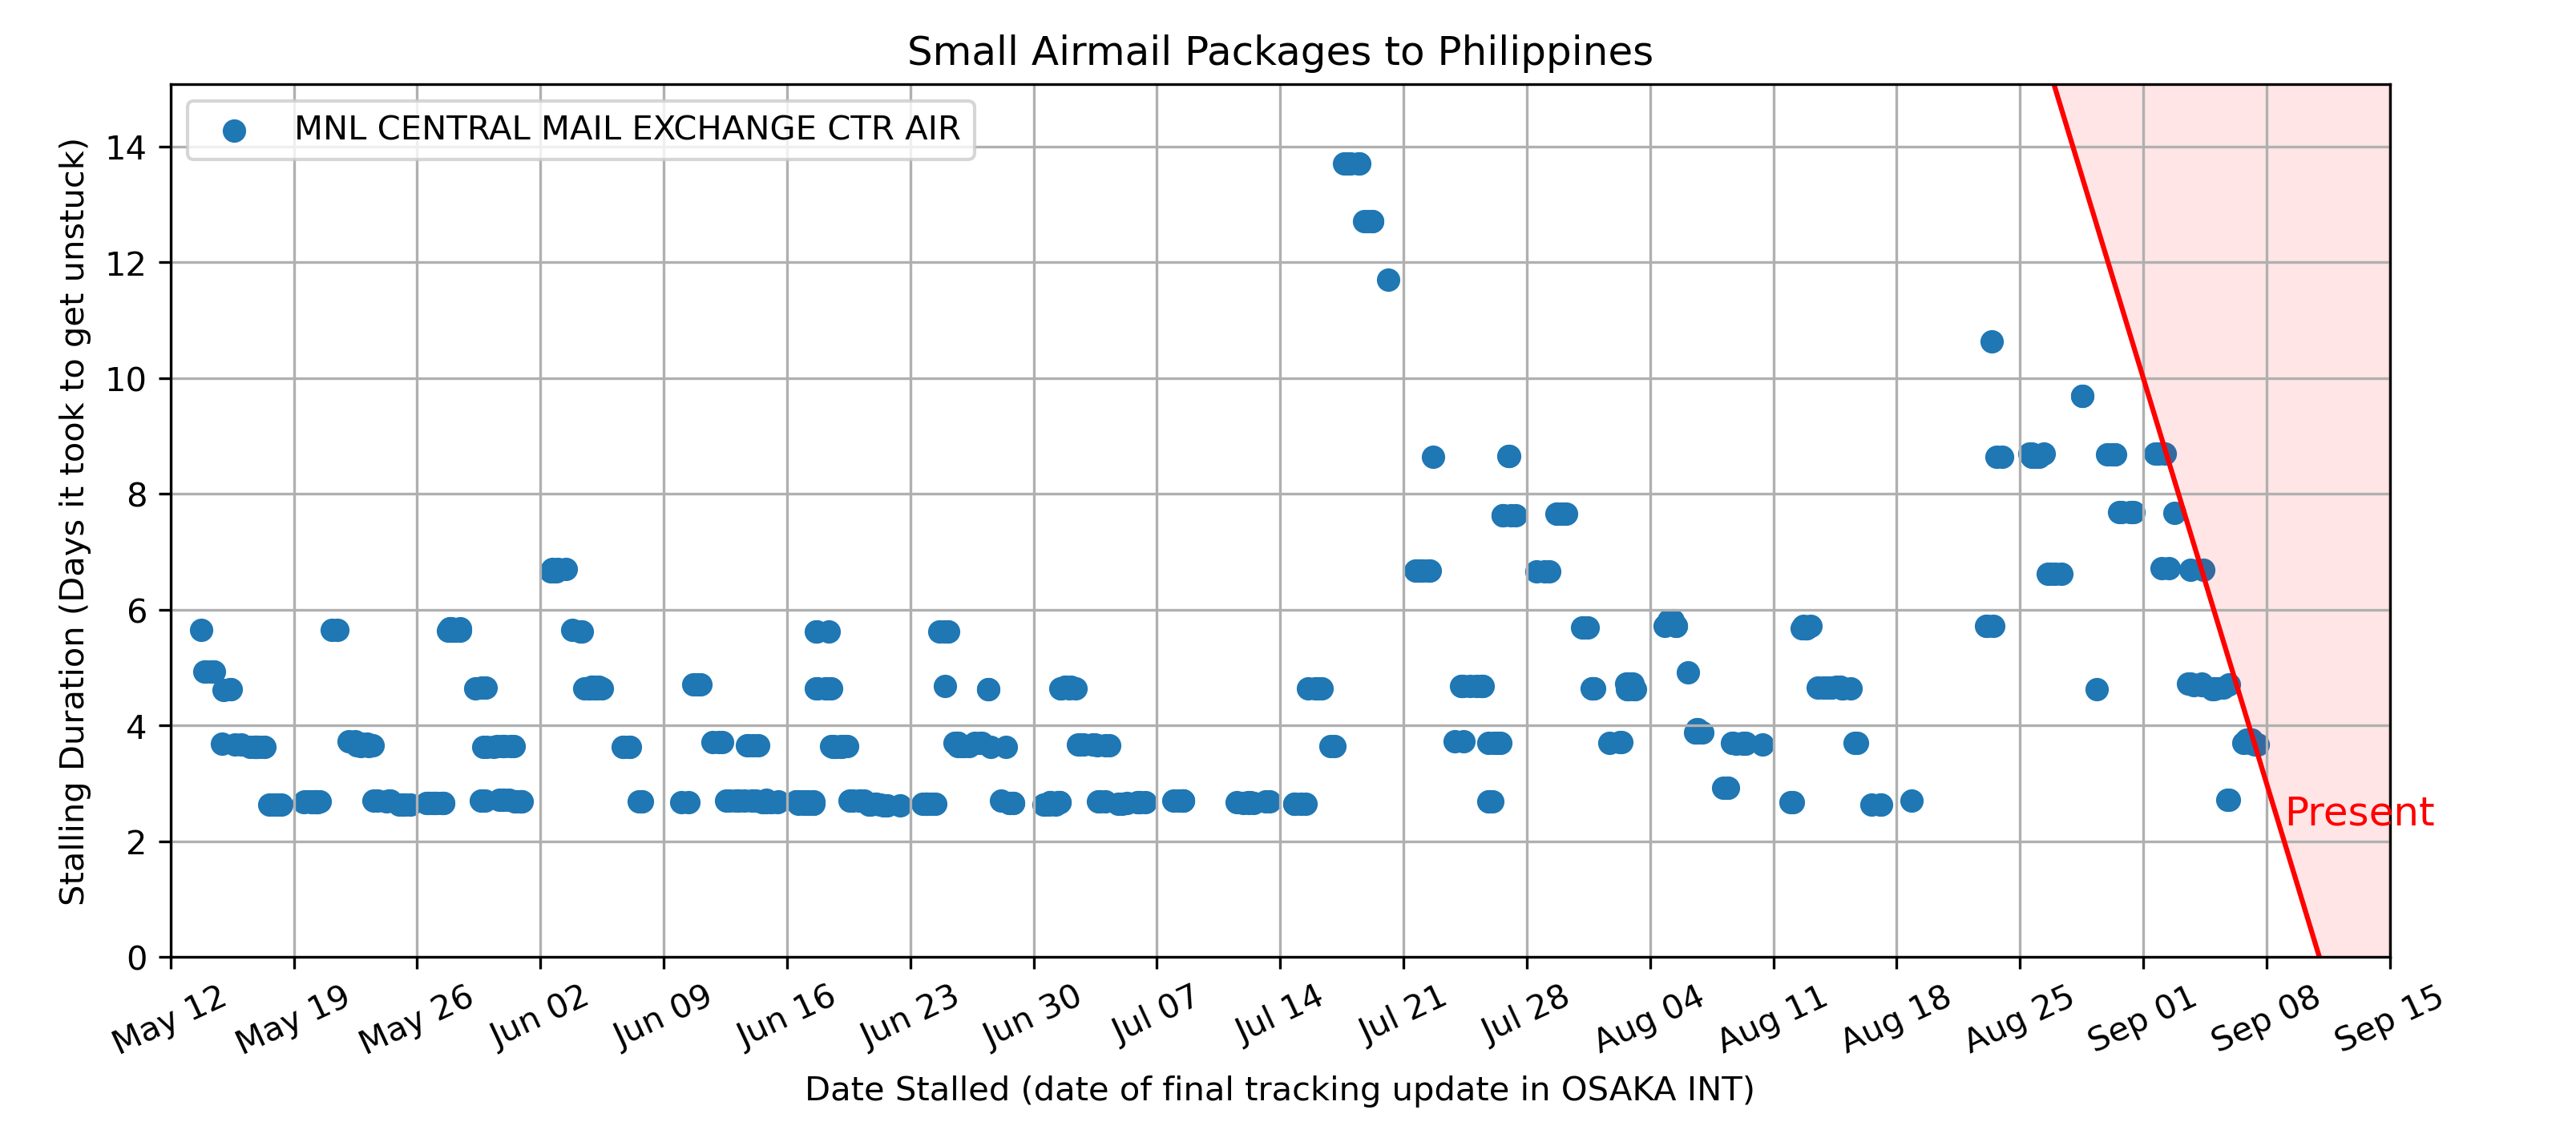 Small Airmail Packages to Philippines
MNL CENTRAL MAIL EXCHANGE CTR AIR
Stalling Duration (Days it took to get unstuck)
14
12
10
8
6
4
2
0
Present
May 12
May 19
May 26
Jun 02
Jun 09
Jun 16
Jun 23
Jun 30
Jul 07
Jul 14
Jul 21
Jul 28
Aug 04
Aug 11
Aug 18
Aug 25
Sep 01
Sep 08
Sep 15
Date Stalled (date of final tracking update in OSAKA INT)